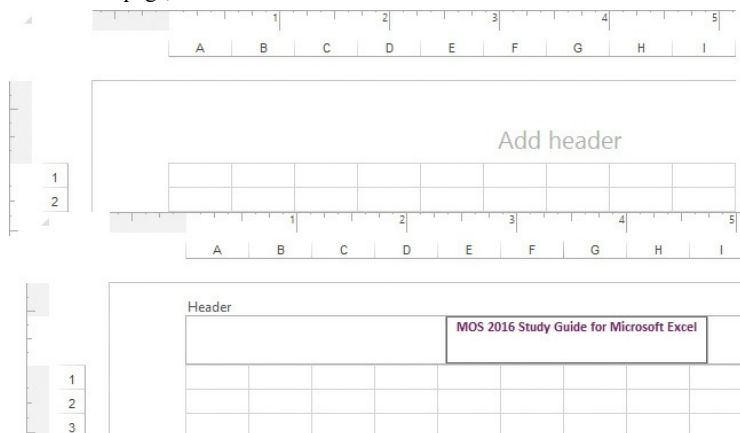 1 2 3 4 5
A B C D E F G H I
Add header
1
2
1 2 3 4 5
A B C D E F G H I
Header
MOS 2016 Study Guide for Microsoft Excel
1
2
3